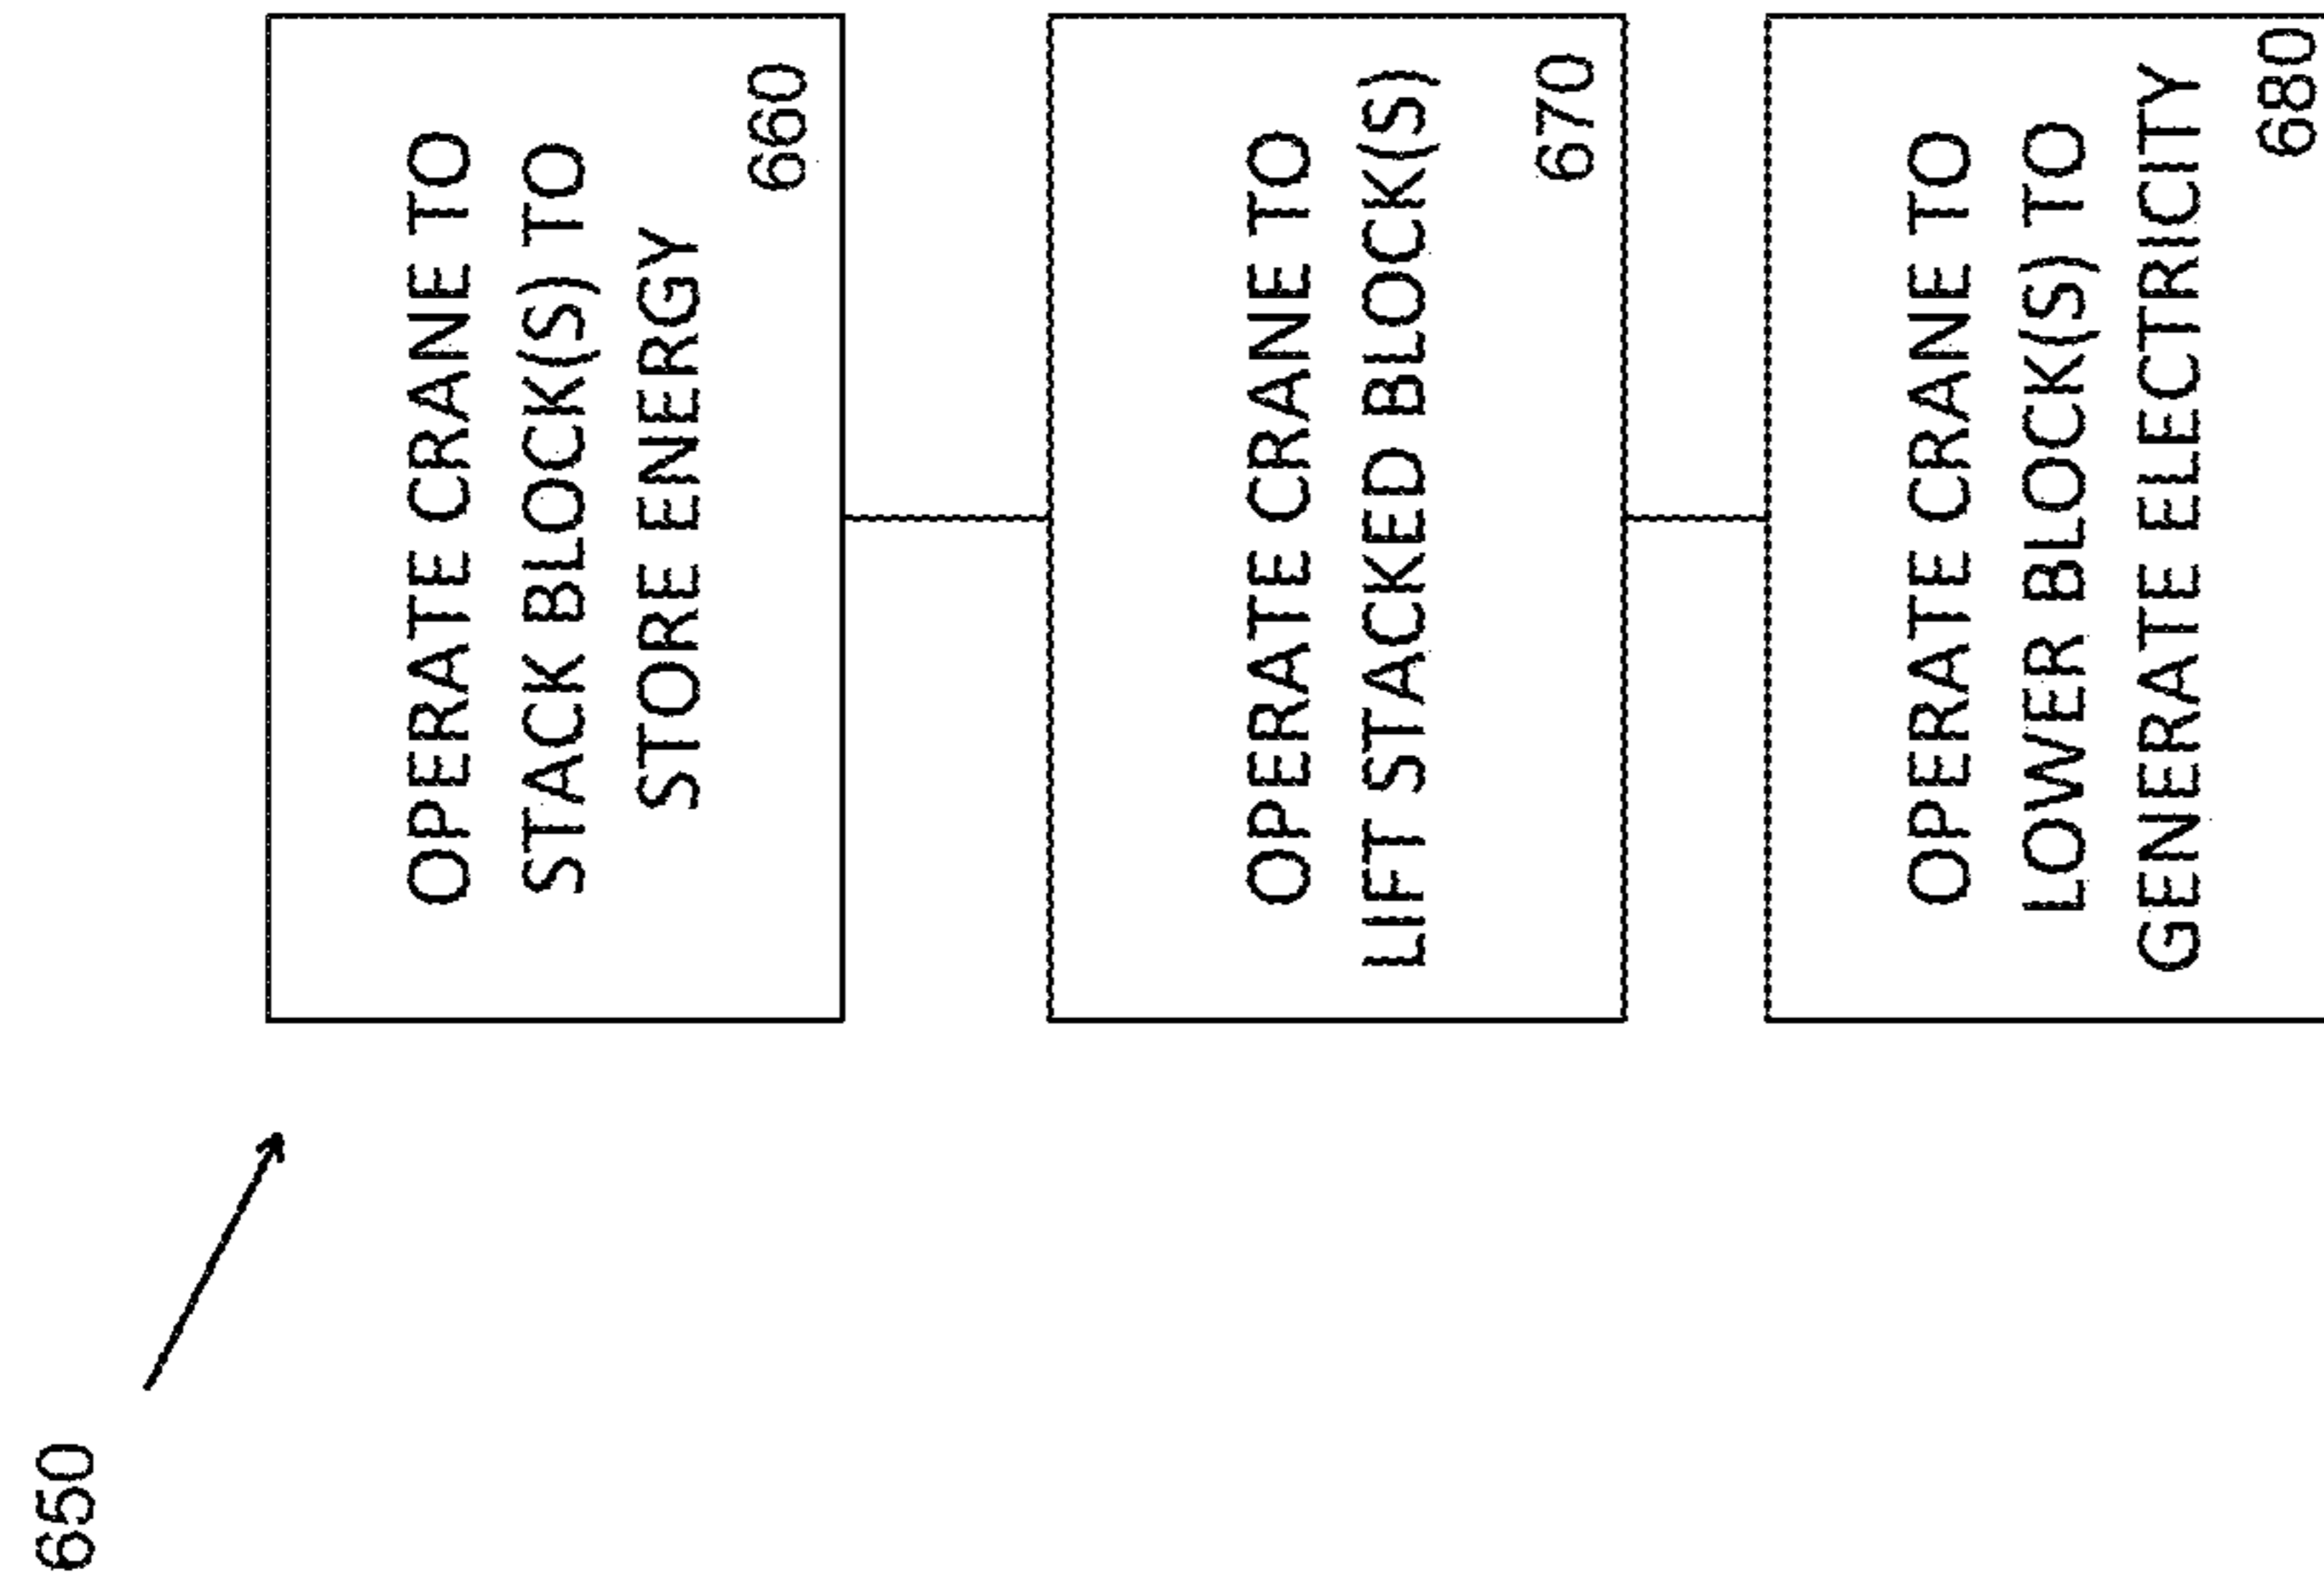 650
OPERATE CRANE TO
STACK BLOCK(S) TO
STORE ENERGY
660
OPERATE CRANE TO
LIFT STACKED BLOCK(S)
670
OPERATE CRANE TO
LOWER BLOCK(S) TO
GENERATE ELECTRICITY
680